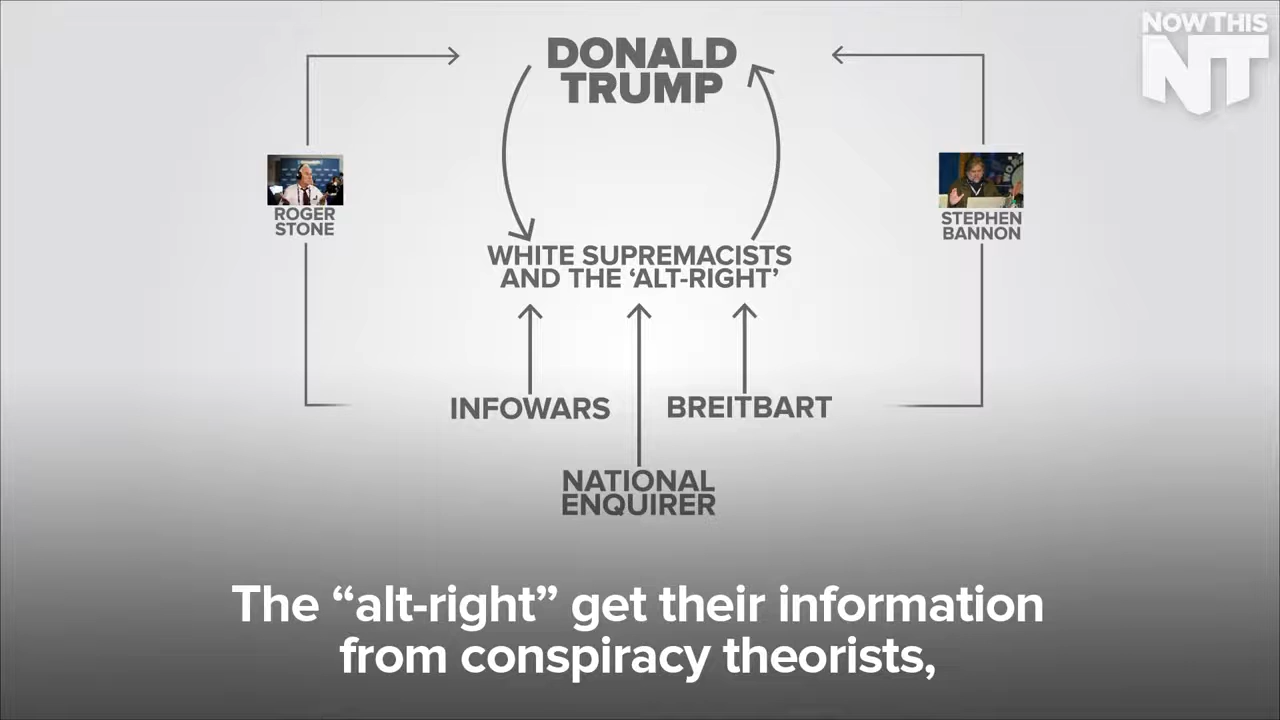 NOWTHIS
NT
DONALD
TRUMP
ROGER
STONE
STEPHEN
BANNON
WHITE SUPREMACISTS
AND THE ‘ALT-RIGHT’
INFOWARS
BREITBART
NATIONAL
ENQUIRER
The “alt-right” get their information
from conspiracy theorists,